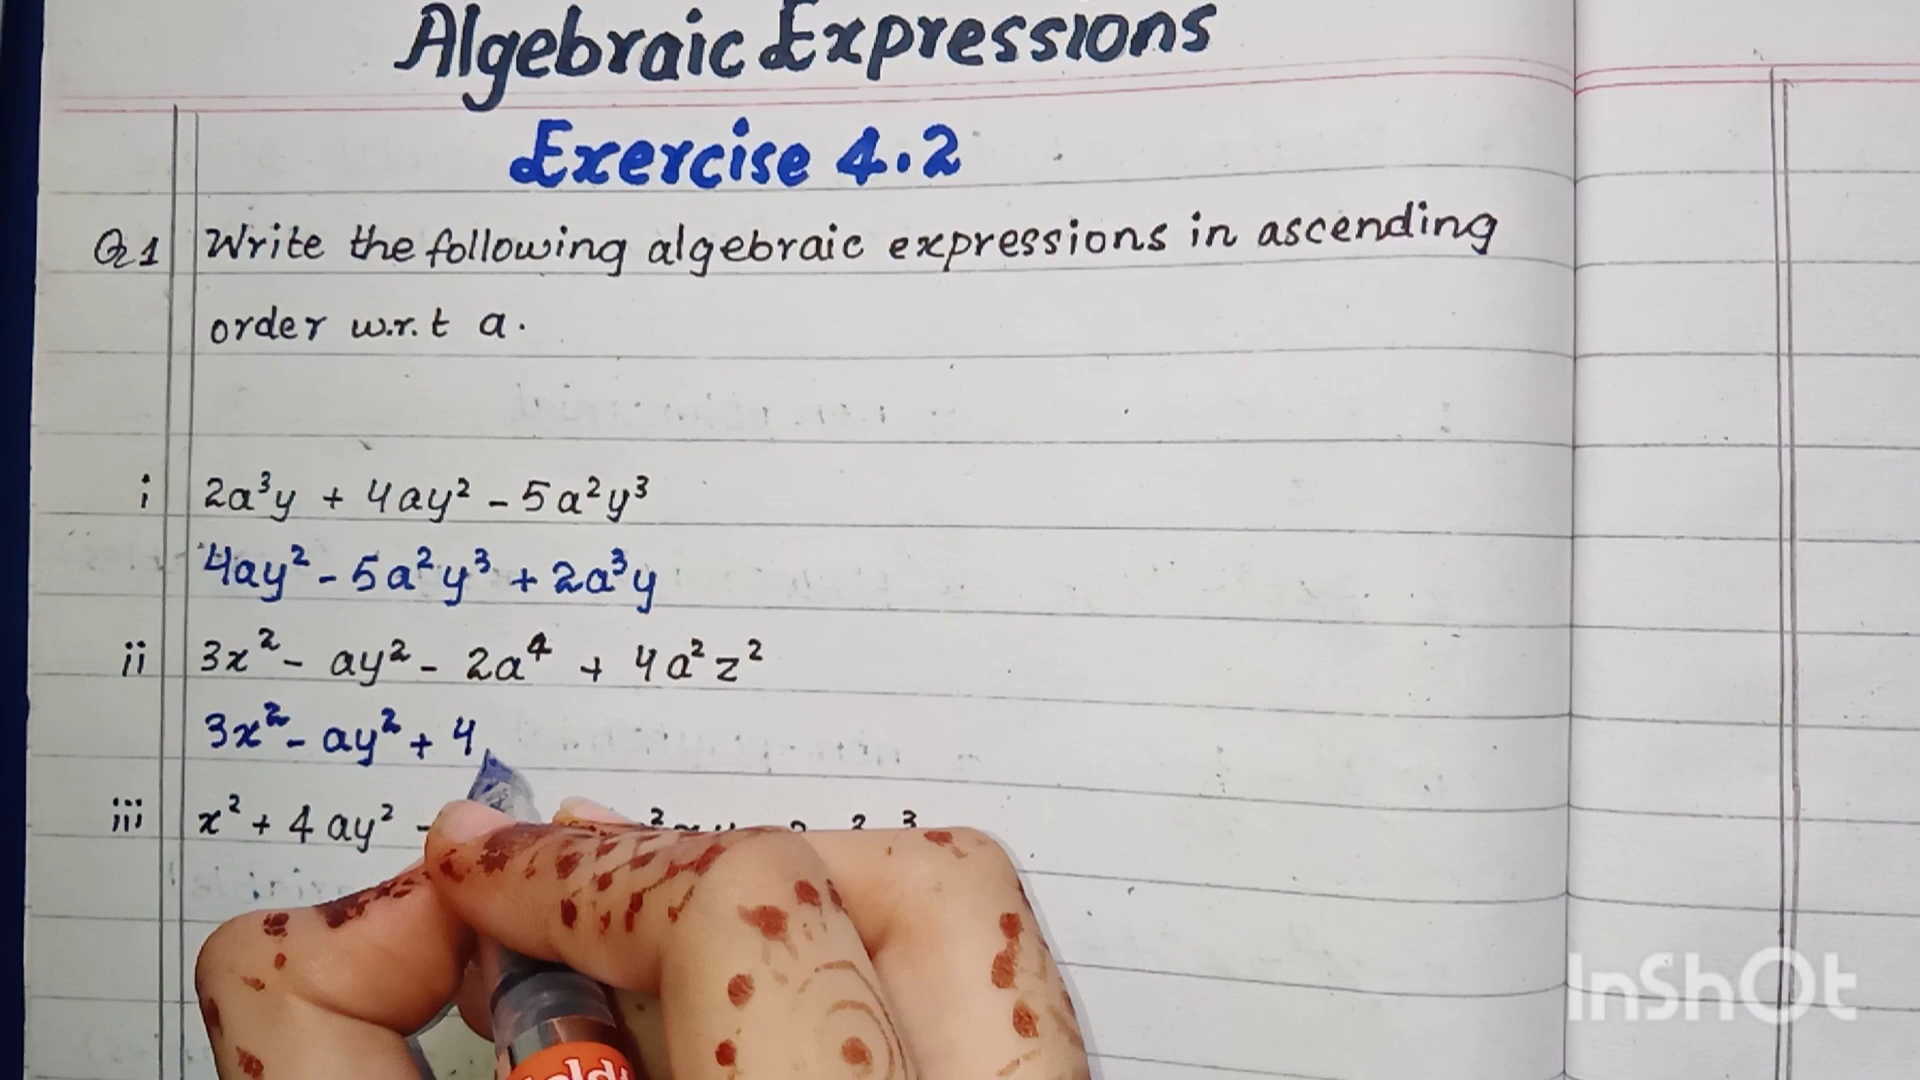 Algebraic Expressions
Exercise 4.2
Q1 Write the following algebraic expressions in ascending
order w.r.t a.
i 2a³y + 4ay² - 5a²y³
4ay² - 5a²y³ + 2a³y
ii 3x² - ay² - 2a⁴ + 4a²z²
3x² - ay² + 4
iii x² + 4ay² -
InShOt